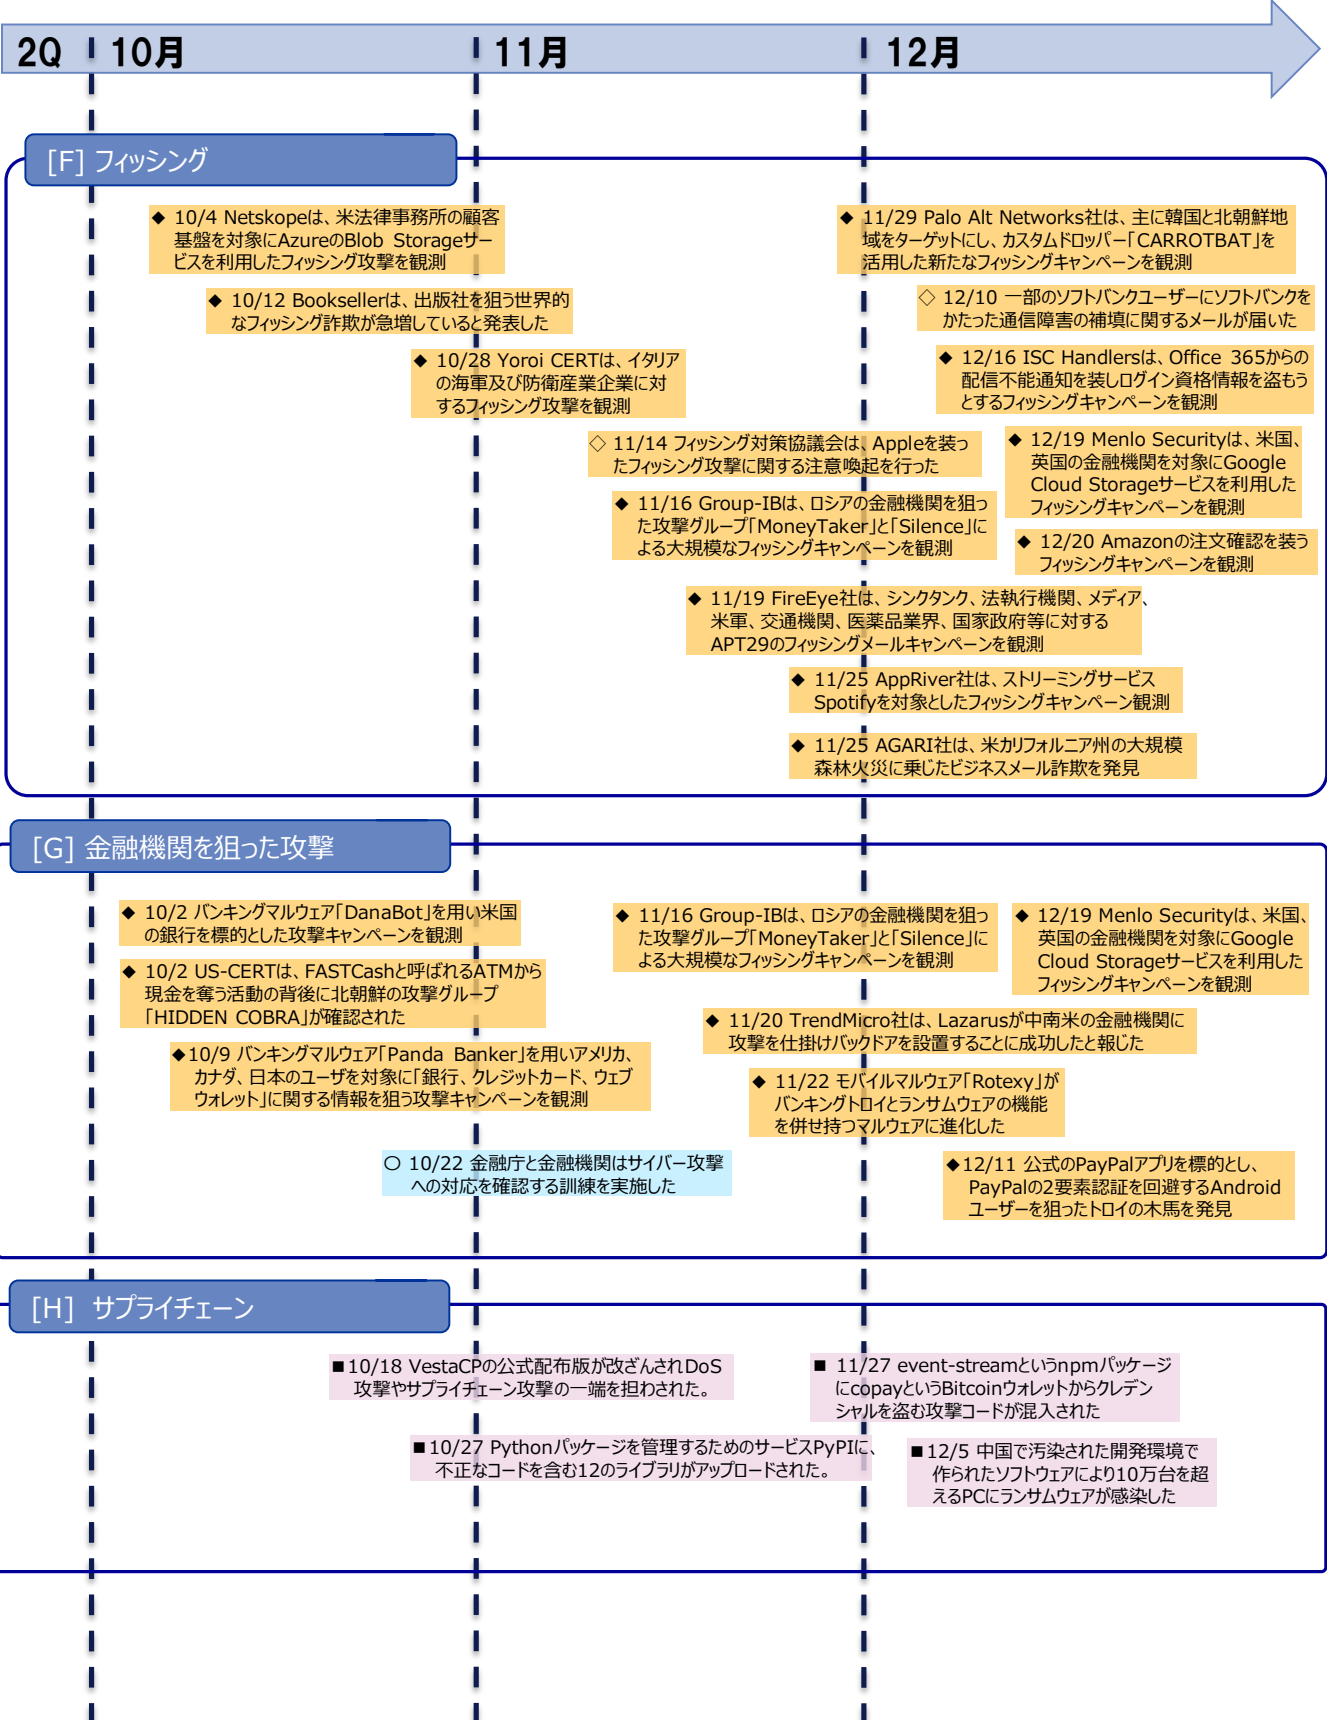 2Q 10月 11月 12月
[F] フィッシング
◆ 10/4 Netskopeは、米法律事務所の顧客
基盤を対象にAzureのBlob Storageサー
ビスを利用したフィッシング攻撃を観測
◆ 10/12 Booksellerは、出版社を狙う世界的
なフィッシング詐欺が急増していると発表した
◆ 10/28 Yoroi CERTは、イタリア
の海軍及び防衛産業企業に対
するフィッシング攻撃を観測
◇ 11/14 フィッシング対策協議会は、Appleを装っ
たフィッシング攻撃に関する注意喚起を行った
◆ 11/16 Group-IBは、ロシアの金融機関を狙っ
た攻撃グループ「MoneyTaker」と「Silence」に
よる大規模なフィッシングキャンペーンを観測
◆ 11/19 FireEye社は、シンクタンク、法執行機関、メディア、
米軍、交通機関、医薬品業界、国家政府等に対する
APT29のフィッシングメールキャンペーンを観測
◆ 11/25 AppRiver社は、ストリーミングサービス
Spotifyを対象としたフィッシングキャンペーン観測
◆ 11/25 AGARI社は、米カリフォルニア州の大規模
森林火災に乗じたビジネスメール詐欺を発見
◆ 11/29 Palo Alt Networks社は、主に韓国と北朝鮮地
域をターゲットにし、カスタムドロッパー「CARROTBAT」を
活用した新たなフィッシングキャンペーンを観測
◇ 12/10 一部のソフトバンクユーザーにソフトバンクを
かたった通信障害の補填に関するメールが届いた
◆ 12/16 ISC Handlersは、Office 365からの
配信不能通知を装しログイン資格情報を盗もう
とするフィッシングキャンペーンを観測
◆ 12/19 Menlo Securityは、米国、
英国の金融機関を対象にGoogle
Cloud Storageサービスを利用した
フィッシングキャンペーンを観測
◆ 12/20 Amazonの注文確認を装う
フィッシングキャンペーンを観測
[G] 金融機関を狙った攻撃
◆ 10/2 バンキングマルウェア「DanaBot」を用い米国
の銀行を標的とした攻撃キャンペーンを観測
◆ 10/2 US-CERTは、FASTCashと呼ばれるATMから
現金を奪う活動の背後に北朝鮮の攻撃グループ
「HIDDEN COBRA」が確認された
◆10/9 バンキングマルウェア「Panda Banker」を用いアメリカ、
カナダ、日本のユーザを対象に「銀行、クレジットカード、ウェブ
ウォレット」に関する情報を狙う攻撃キャンペーンを観測
〇 10/22 金融庁と金融機関はサイバー攻撃
への対応を確認する訓練を実施した
◆ 11/16 Group-IBは、ロシアの金融機関を狙っ
た攻撃グループ「MoneyTaker」と「Silence」に
よる大規模なフィッシングキャンペーンを観測
◆ 11/20 TrendMicro社は、Lazarusが中南米の金融機関に
攻撃を仕掛けバックドアを設置することに成功したと報じた
◆ 11/22 モバイルマルウェア「Rotexy」が
バンキングトロイとランサムウェアの機能
を併せ持つマルウェアに進化した
◆ 12/19 Menlo Securityは、米国、
英国の金融機関を対象にGoogle
Cloud Storageサービスを利用した
フィッシングキャンペーンを観測
◆12/11 公式のPayPalアプリを標的とし、
PayPalの2要素認証を回避するAndroid
ユーザーを狙ったトロイの木馬を発見
[H] サプライチェーン
■10/18 VestaCPの公式配布版が改ざんされDoS
攻撃やサプライチェーン攻撃の一端を担わされた。
■10/27 Pythonパッケージを管理するためのサービスPyPIに、
不正なコードを含む12のライブラリがアップロードされた。
■ 11/27 event-streamというnpmパッケージ
にcopayというBitcoinウォレットからクレデン
シャルを盗む攻撃コードが混入された
■12/5 中国で汚染された開発環境で
作られたソフトウェアにより10万台を超
えるPCにランサムウェアが感染した